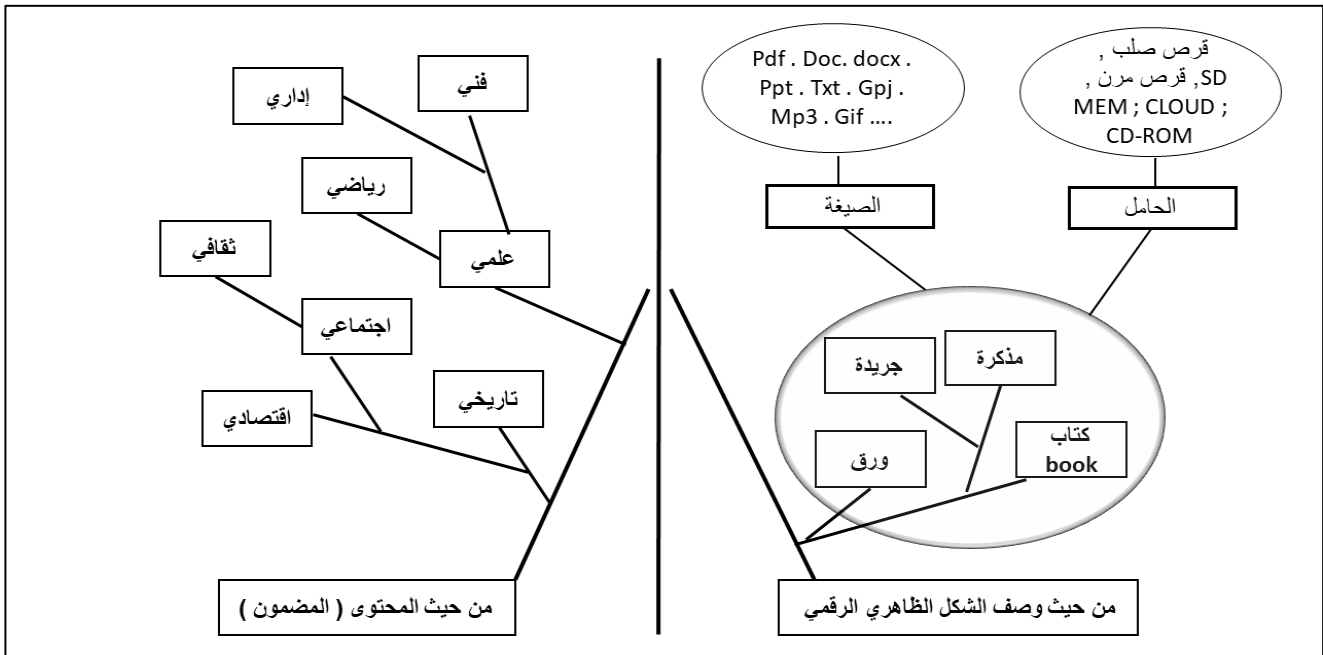 قرص صلب ,
SD, قرص مرن ,
MEM ; CLOUD ;
CD-ROM
Pdf . Doc. docx .
Ppt . Txt . Gpj .
Mp3 . Gif ....
الحامل
الصيغة
مذكرة
جريدة
كتاب
book
ورق
من حيث وصف الشكل الظاهري الرقمي
فني
إداري
رياضي
علمي
ثقافي
اجتماعي
تاريخي
اقتصادي
من حيث المحتوى ( المضمون )